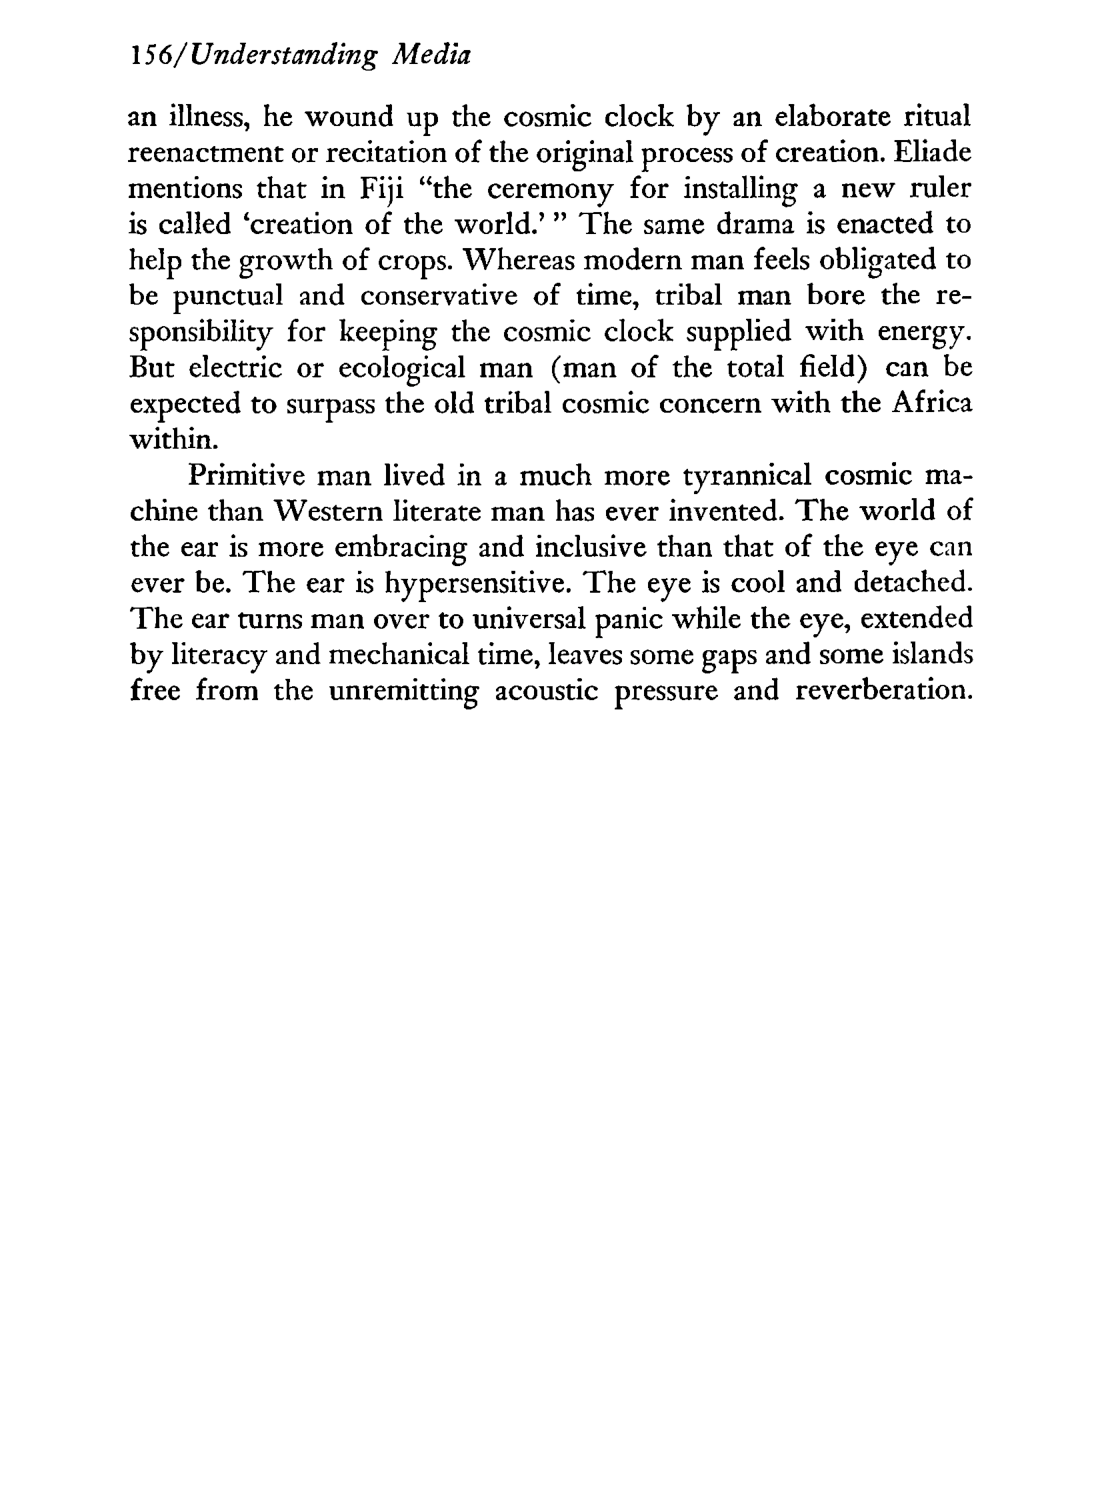 156/Understanding Media
an illness, he wound up the cosmic clock by an elaborate ritual
reenactment or recitation of the original process of creation. Eliade
mentions that in Fiji “the ceremony for installing a new ruler
is called ‘creation of the world.’ ” The same drama is enacted to
help the growth of crops. Whereas modern man feels obligated to
be punctual and conservative of time, tribal man bore the re-
sponsibility for keeping the cosmic clock supplied with energy.
But electric or ecological man (man of the total field) can be
expected to surpass the old tribal cosmic concern with the Africa
within.
Primitive man lived in a much more tyrannical cosmic ma-
chine than Western literate man has ever invented. The world of
the ear is more embracing and inclusive than that of the eye can
ever be. The ear is hypersensitive. The eye is cool and detached.
The ear turns man over to universal panic while the eye, extended
by literacy and mechanical time, leaves some gaps and some islands
free from the unremitting acoustic pressure and reverberation.